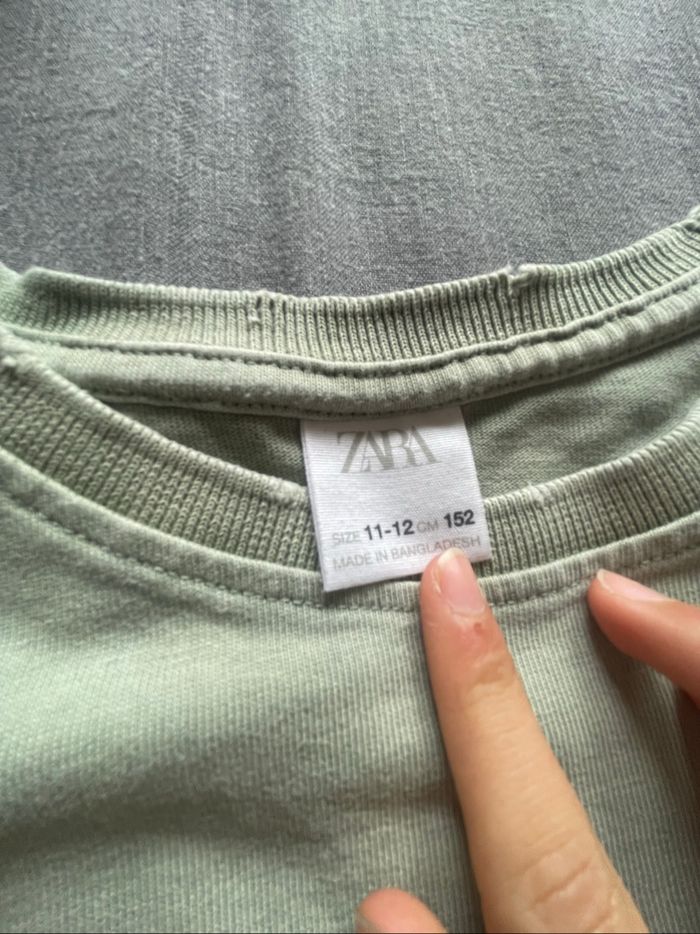 ZARA
SIZE 11-12 CM 152
MADE IN BANGLADESH